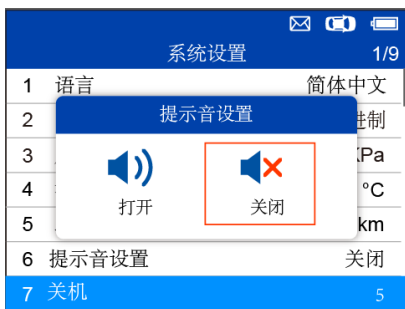 系统设置 1/9
1 语言 简体中文
提示音设置
2 进制
3 KPa
4 °C
打开 关闭
5 km
6 提示音设置 关闭
7 关机 5